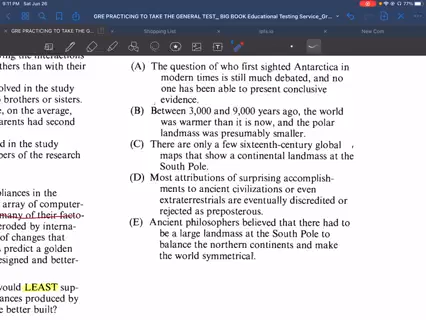 9:11 PM Sat Jun 26
77%
GRE PRACTICING TO TAKE THE GENERAL TEST_ BIG BOOK Educational Testing Service_Gr...
GRE PRACTICING TO TAKE THE G...
Shipping List
New Com
thers than with their
olved in the study
brothers or sisters.
e, on the average,
arents had second
d in the study
bers of the research
pliances in the
array of computer-
many of their facto-
eroded by interna-
of changes that
predict a golden
esigned and better-
would LEAST sup-
ances produced by
e better built?
(A) The question of who first sighted Antarctica in
modern times is still much debated, and no
one has been able to present conclusive
evidence.
(B) Between 3,000 and 9,000 years ago, the world
was warmer than it is now, and the polar
landmass was presumably smaller.
(C) There are only a few sixteenth-century global
maps that show a continental landmass at the
South Pole.
(D) Most attributions of surprising accomplish-
ments to ancient civilizations or even
extraterrestrials are eventually discredited or
rejected as preposterous.
(E) Ancient philosophers believed that there had to
be a large landmass at the South Pole to
balance the northern continents and make
the world symmetrical.